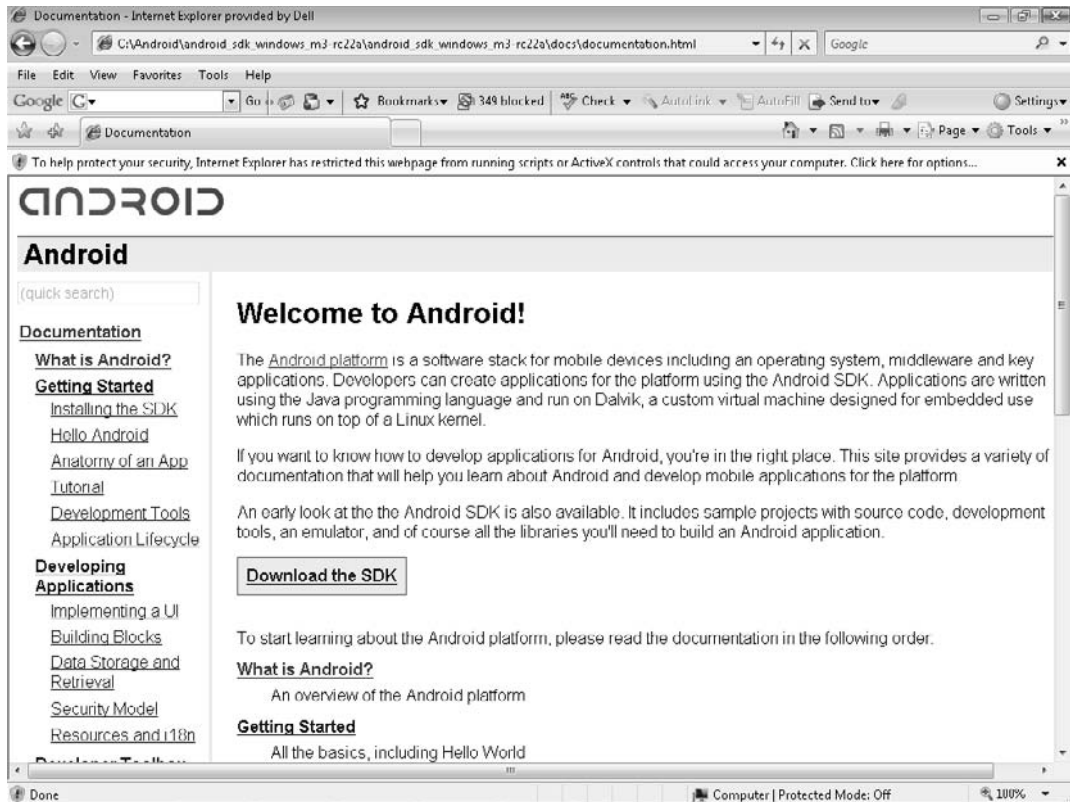 Documentation - Internet Explorer provided by Dell
C:\Android\android_sdk_windows_m3-rc22a\android_sdk_windows_m3-rc22a\docs\documentation.html
Google
File Edit View Favorites Tools Help
Google
Go
Bookmarks
349 blocked
Check
AutoLink
AutoFill
Send to
Settings
Documentation
Page
Tools
To help protect your security, Internet Explorer has restricted this webpage from running scripts or ActiveX controls that could access your computer. Click here for options...
ANDROID
Android
(quick search)
Documentation
What is Android?
Getting Started
Installing the SDK
Hello Android
Anatomy of an App
Tutorial
Development Tools
Application Lifecycle
Developing
Applications
Implementing a UI
Building Blocks
Data Storage and
Retrieval
Security Model
Resources and i18n
Welcome to Android!
The Android platform is a software stack for mobile devices including an operating system, middleware and key
applications. Developers can create applications for the platform using the Android SDK. Applications are written
using the Java programming language and run on Dalvik, a custom virtual machine designed for embedded use
which runs on top of a Linux kernel.
If you want to know how to develop applications for Android, you're in the right place. This site provides a variety of
documentation that will help you learn about Android and develop mobile applications for the platform
An early look at the the Android SDK is also available. It includes sample projects with source code, development
tools, an emulator, and of course all the libraries you'll need to build an Android application.
Download the SDK
To start learning about the Android platform, please read the documentation in the following order.
What is Android?
An overview of the Android platform
Getting Started
All the basics, including Hello World
Done
Computer | Protected Mode: Off
100%